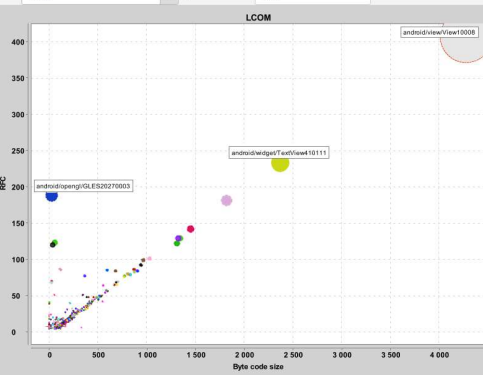 LCOM
android/view/View10008
400
350
300
250
android/widget/TextView410111
200
android/opengl/GLES20270003
RFC
150
100
50
0
0 500 1 000 1 500 2 000 2 500 3 000 3 500 4 000
Byte code size